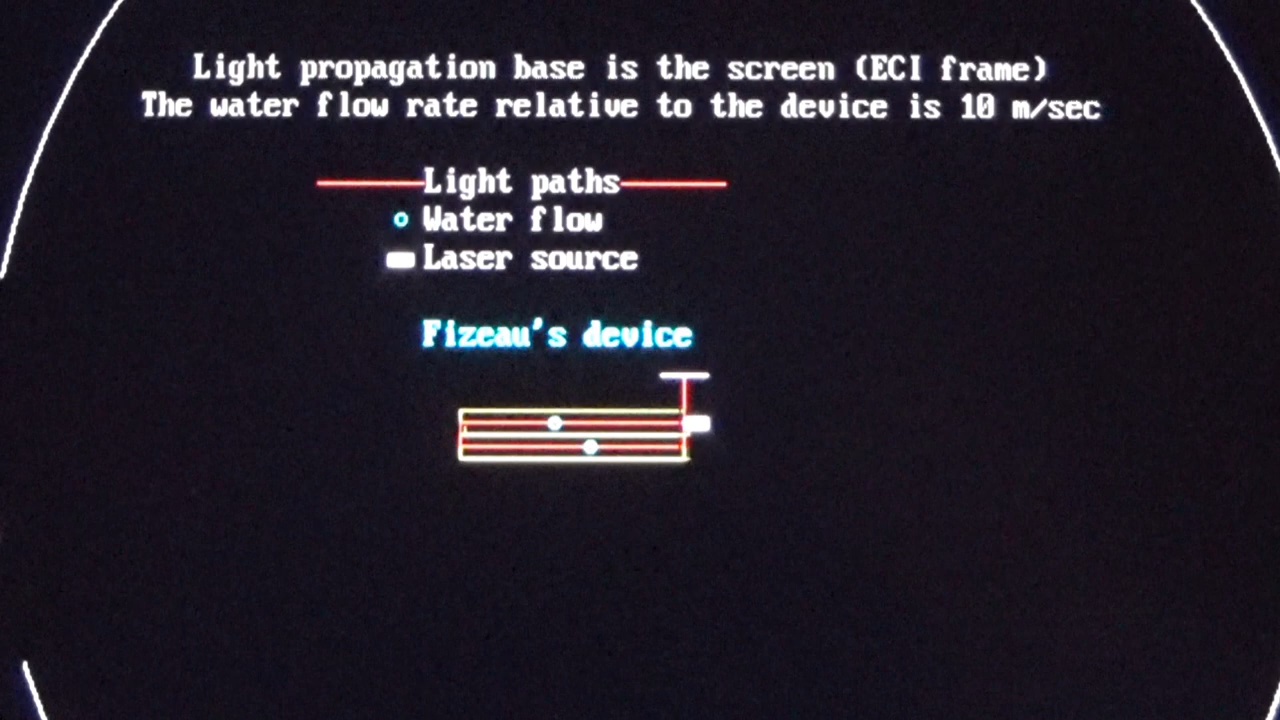 Light propagation base is the screen (ECI frame)
The water flow rate relative to the device is 10 m/sec
Light paths
Water flow
Laser source
Fizeau's device